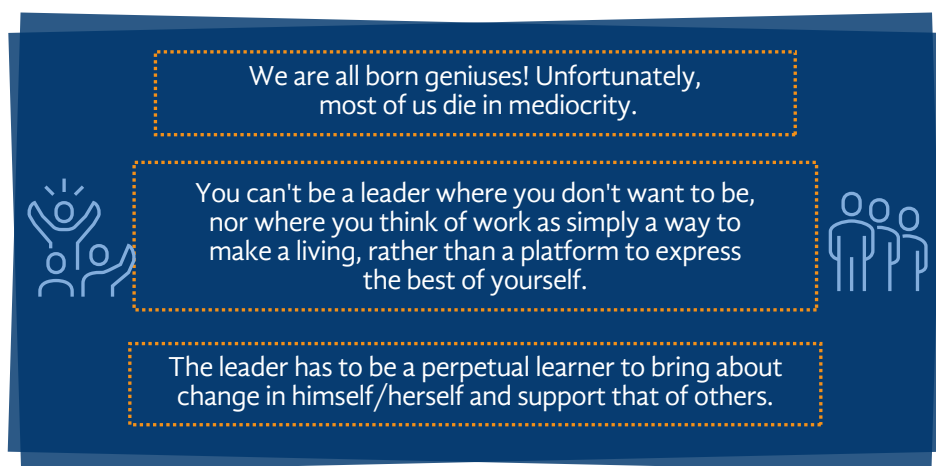 We are all born geniuses! Unfortunately,
most of us die in mediocrity.
You can't be a leader where you don't want to be,
nor where you think of work as simply a way to
make a living, rather than a platform to express
the best of yourself.
The leader has to be a perpetual learner to bring about
change in himself/herself and support that of others.